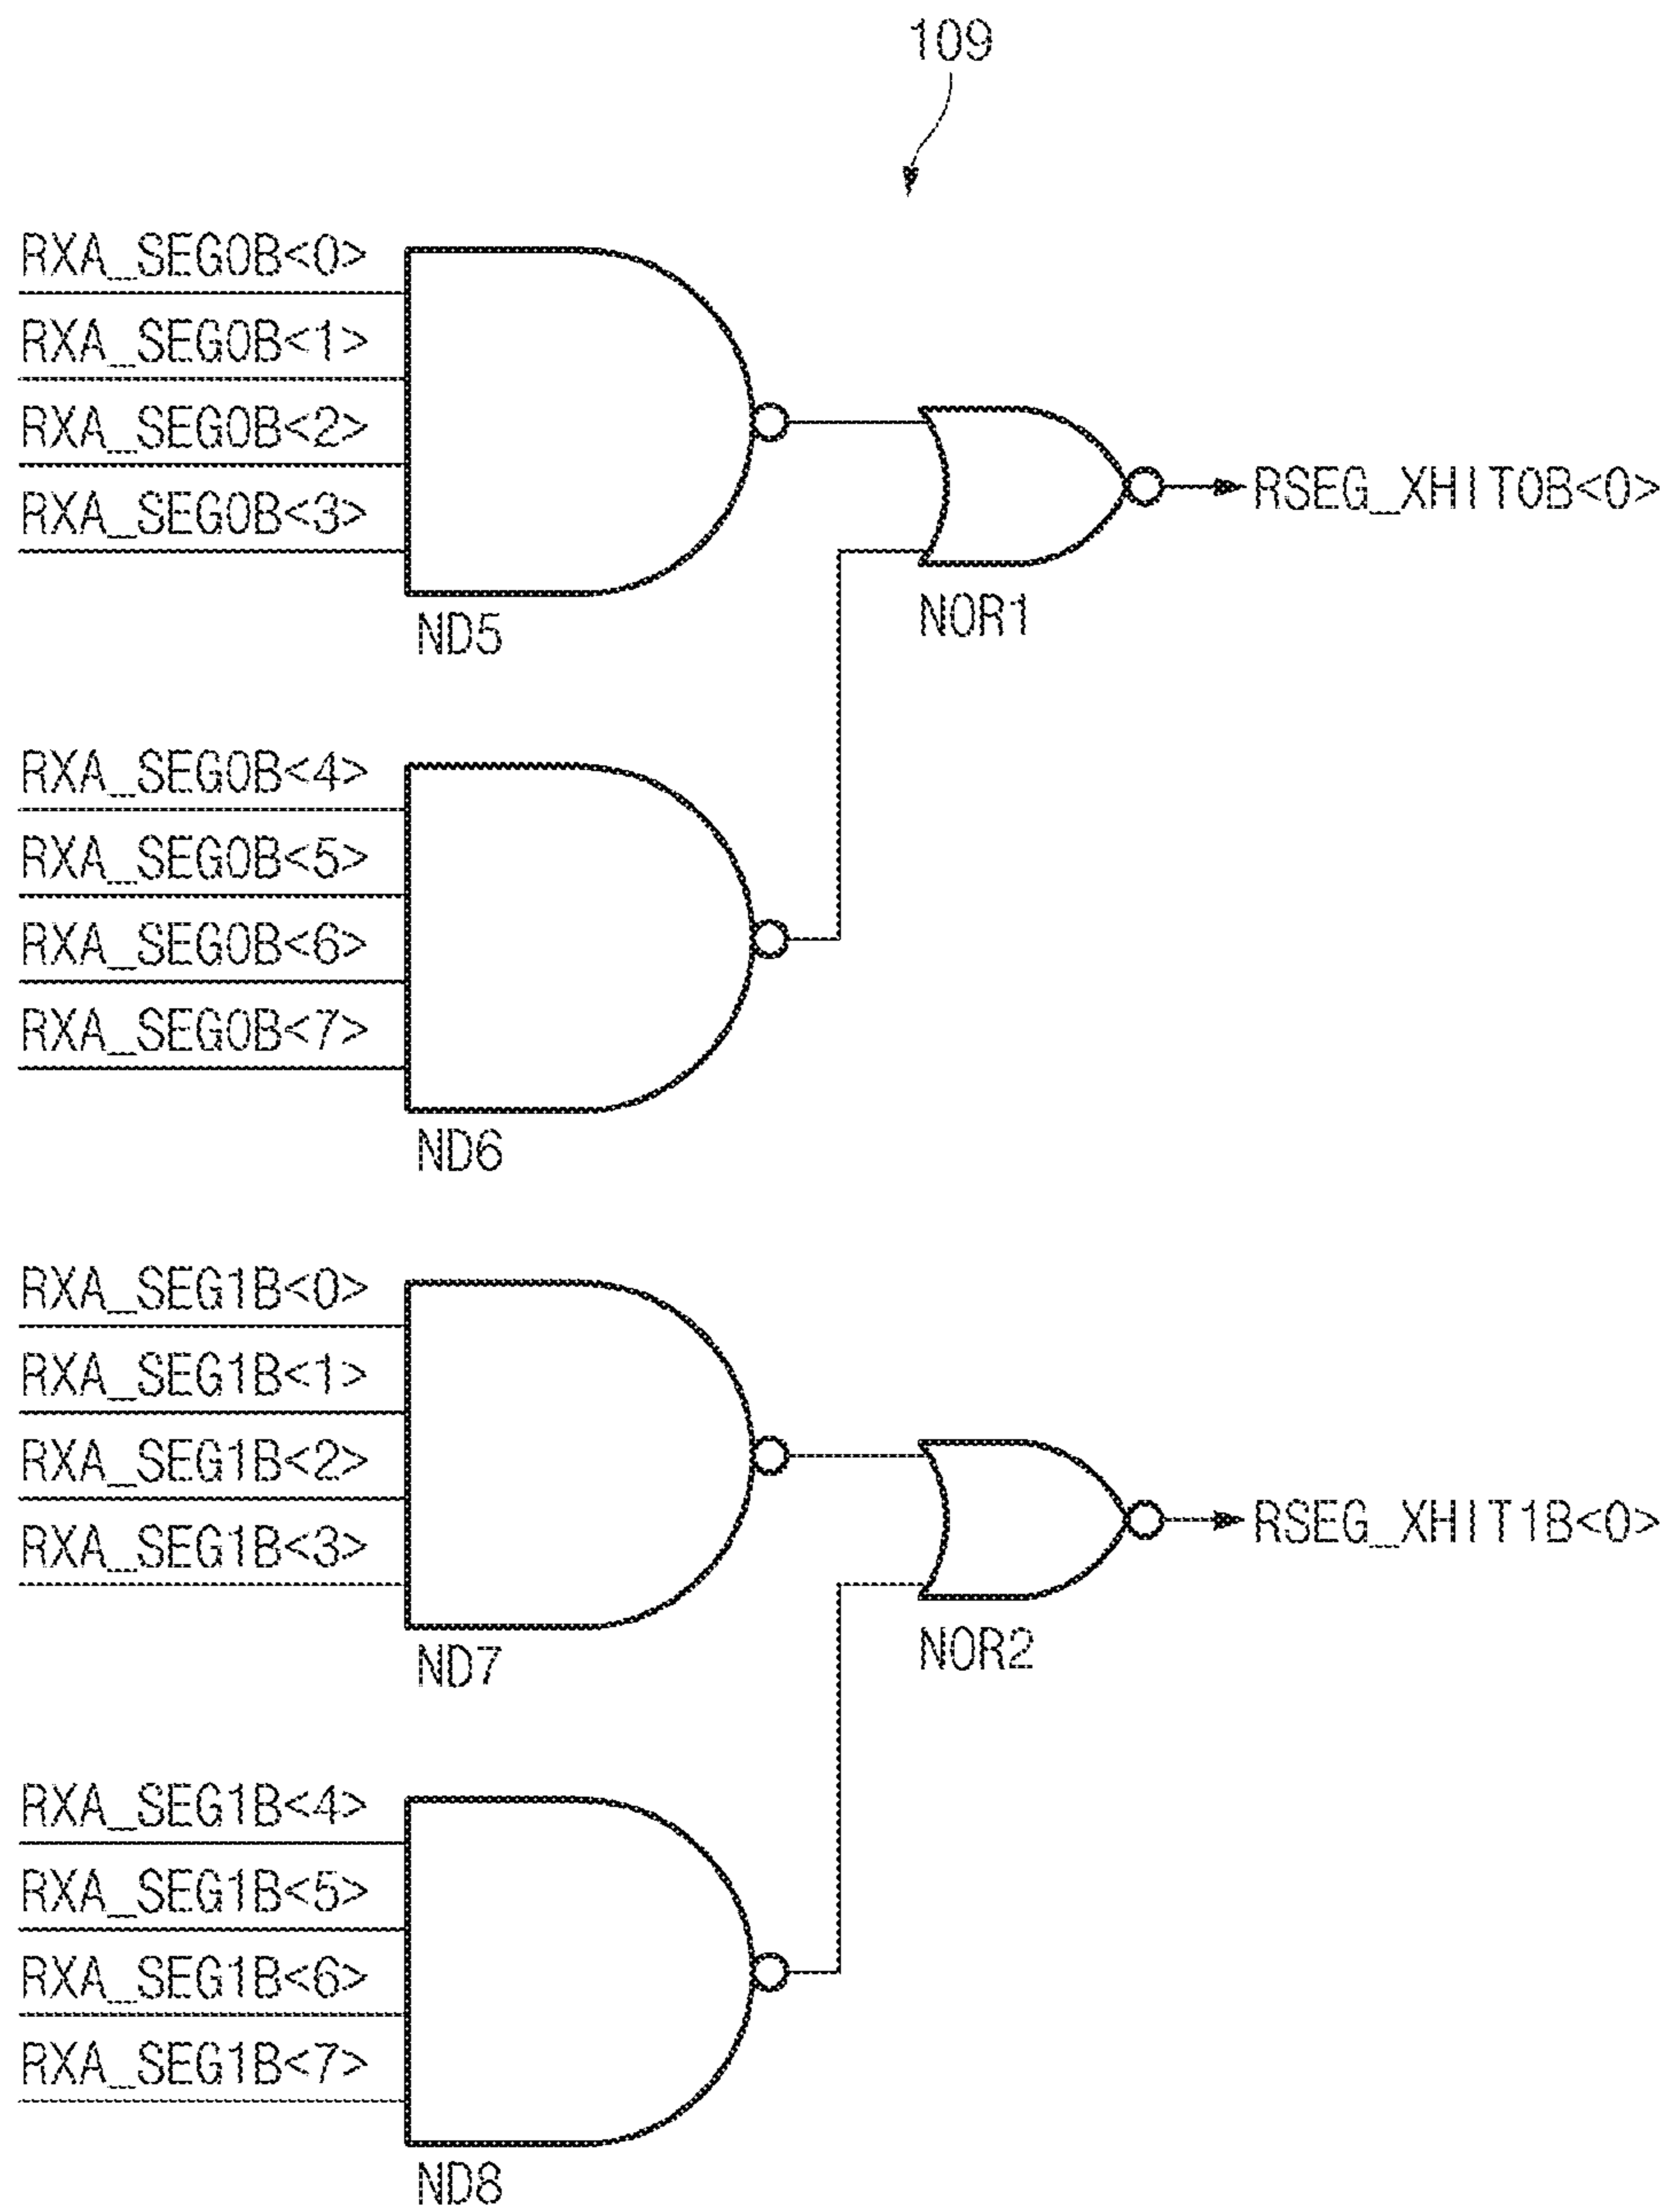 109
RXA_SEG0B<0>
RXA_SEG0B<1>
RXA_SEG0B<2>
RXA_SEG0B<3>
ND5
NOR1
RSEG_XHIT0B<0>
RXA_SEG0B<4>
RXA_SEG0B<5>
RXA_SEG0B<6>
RXA_SEG0B<7>
ND6
RXA_SEG1B<0>
RXA_SEG1B<1>
RXA_SEG1B<2>
RXA_SEG1B<3>
ND7
NOR2
RSEG_XHIT1B<0>
RXA_SEG1B<4>
RXA_SEG1B<5>
RXA_SEG1B<6>
RXA_SEG1B<7>
ND8